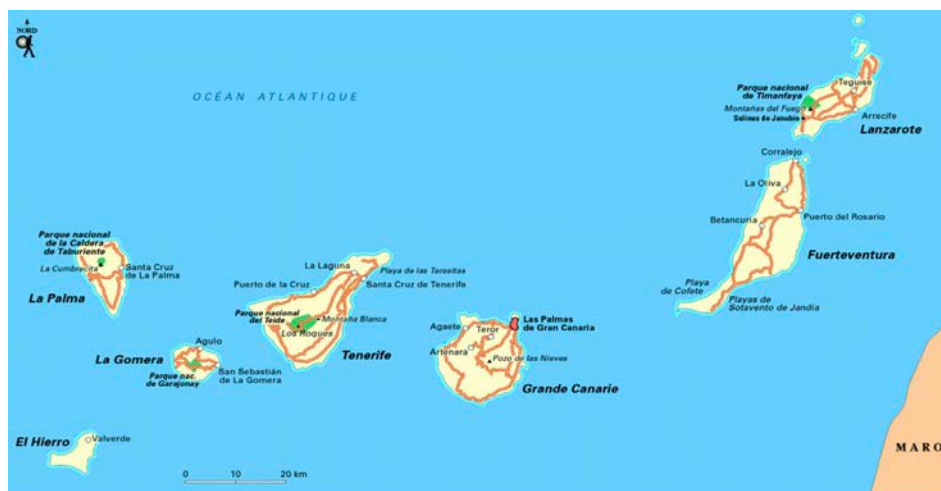 NORD
OCÉAN ATLANTIQUE
Parque nacional
de Timanfaya
Teguise
Montañas del Fuego
Salinas de Janubio
Arrecife
Lanzarote
Corralejo
La Oliva
Betancuria
Puerto del Rosario
Fuerteventura
Playa
de Cofete
Playas de
Sotavento de Jandía
Parque nacional
de la Caldera
de Taburiente
La Cumbrecita
Santa Cruz
de La Palma
La Palma
La Laguna
Playa de las Teresitas
Puerto de la Cruz
Santa Cruz de Tenerife
Parque nacional
del Teide
Montaña Blanca
Los Roques
Tenerife
Agaete
Teror
Las Palmas
de Gran Canaria
Artenara
Pozo de las Nieves
Grande Canarie
Agulo
La Gomera
Parque nac.
de Garajonay
San Sebastián
de La Gomera
El Hierro
Valverde
0 10 20 km
MARO